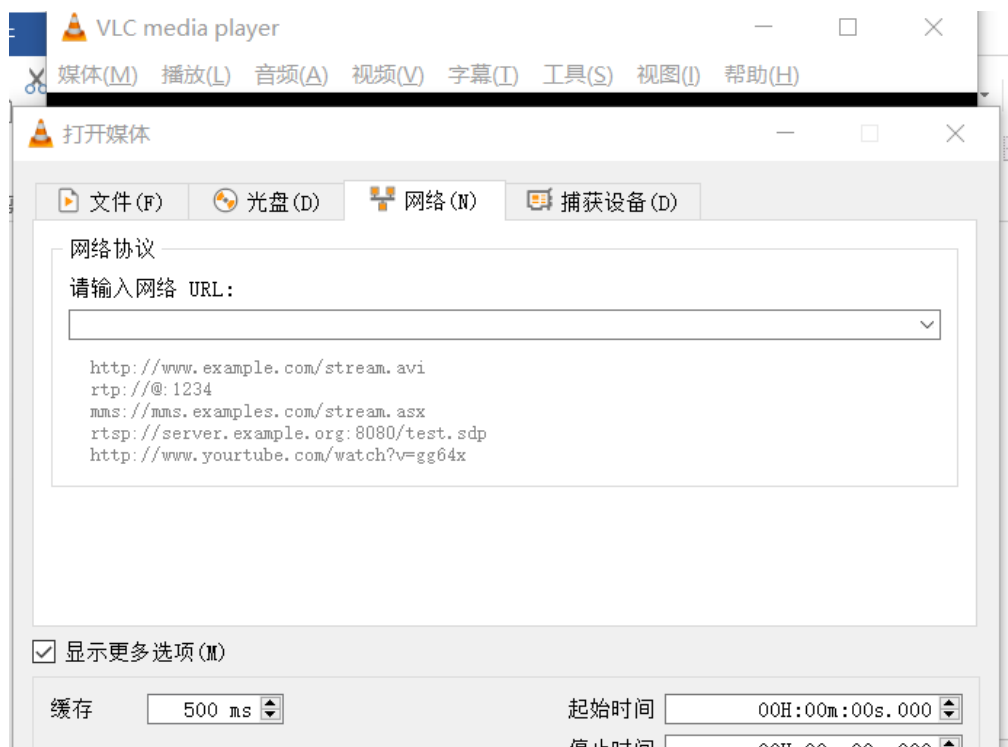 VLC media player
媒体(M) 播放(L) 音频(A) 视频(V) 字幕(T) 工具(S) 视图(I) 帮助(H)
打开媒体
文件(F) 光盘(D) 网络(N) 捕获设备(D)
网络协议
请输入网络 URL:
http://www.example.com/stream.avi
rtp://@:1234
mms://mms.examples.com/stream.asx
rtsp://server.example.org:8080/test.sdp
http://www.yourtube.com/watch?v=gg64x
显示更多选项(M)
缓存 500 ms 起始时间 00H:00m:00s.000